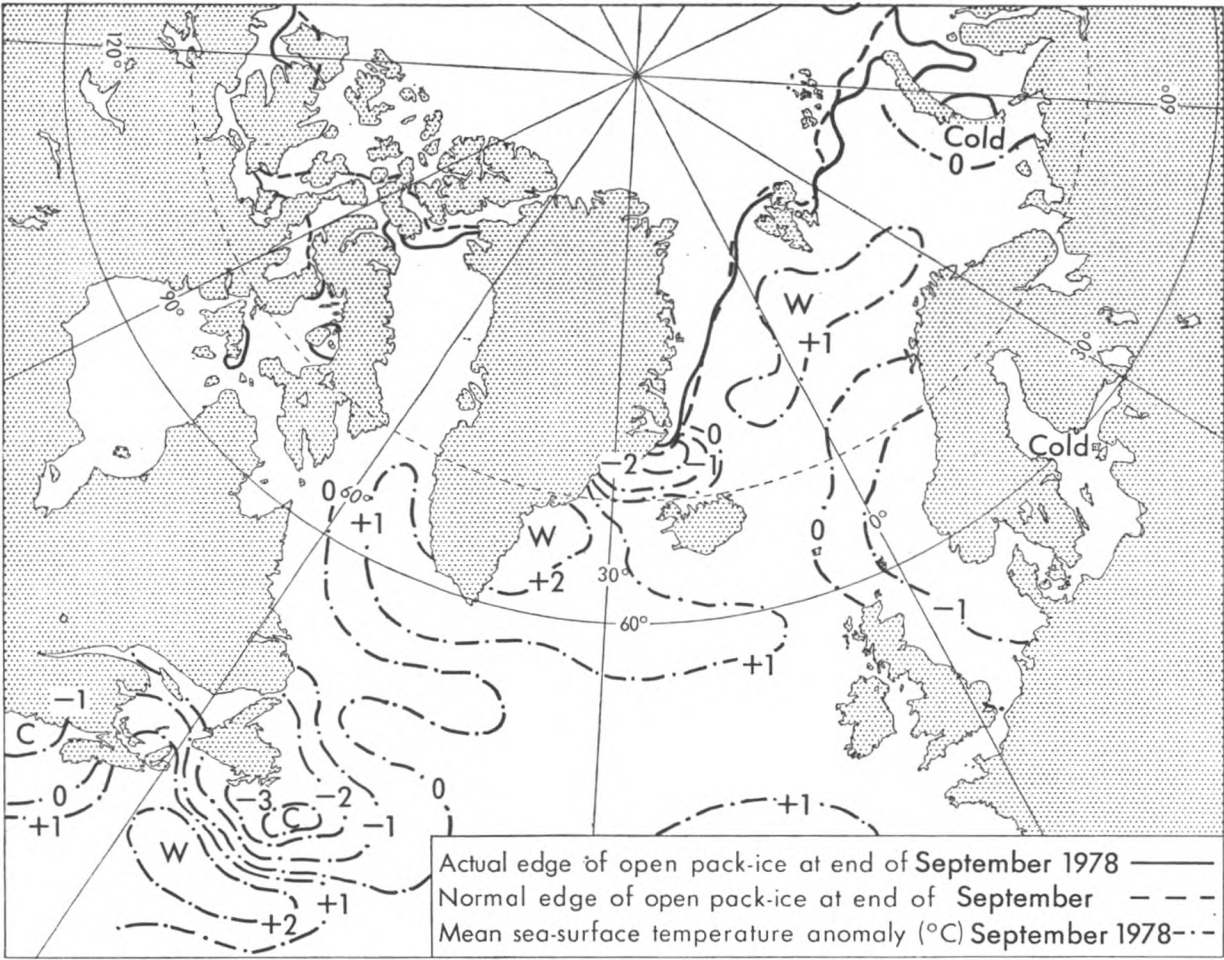 120°
60°
Cold
0
90°
W
+1
0
-2
-1
Cold
0
60°
+1
W
+2
30°
0
0°
30°
60°
-1
+1
-1
C
0
+1
-3
C
-2
-1
0
+1
W
+1
+2
Actual edge of open pack-ice at end of September 1978
Normal edge of open pack-ice at end of September
Mean sea-surface temperature anomaly (°C) September 1978